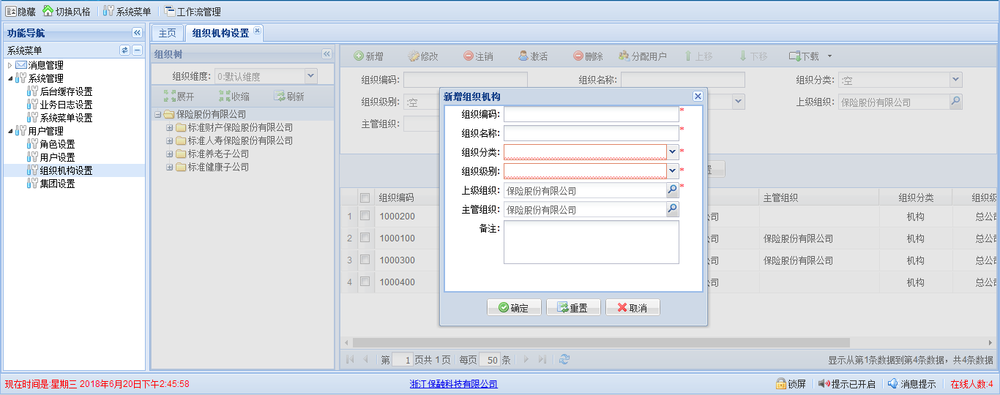 隐藏 切换风格 系统菜单 工作流管理
功能导航
系统菜单
消息管理
系统管理
后台缓存设置
业务日志设置
系统菜单设置
用户管理
角色设置
用户设置
组织机构设置
集团设置
主页 组织机构设置
组织树
组织维度: 0:默认维度
展开 收缩 刷新
保险股份有限公司
标准财产保险股份有限公司
标准人寿保险股份有限公司
标准养老子公司
标准健康子公司
新增 修改 注销 激活 删除 分配用户 上移 下移 下载
组织编码: 组织名称: 组织分类: :空
组织级别: :空 上级组织: 保险股份有限公司
主管组织:
置
组织编码 主管组织 组织分类 组织级
1 1000200 公司 机构 总公司
2 1000100 保险股份有限公司 机构 总公司
3 1000300 保险股份有限公司 机构 总公司
4 1000400 公司 机构 总公司
新增组织机构
组织编码: *
组织名称: *
组织分类: *
组织级别: *
上级组织: 保险股份有限公司 *
主管组织: 保险股份有限公司
备注:
确定 重置 取消
第 1 页共 1 页 每页 50 条 显示从第1条数据到第4条数据，共4条数据
现在时间是:星期三 2018年6月20日下午2:45:58 浙江保融科技有限公司 锁屏 提示已开启 消息提示 在线人数:4